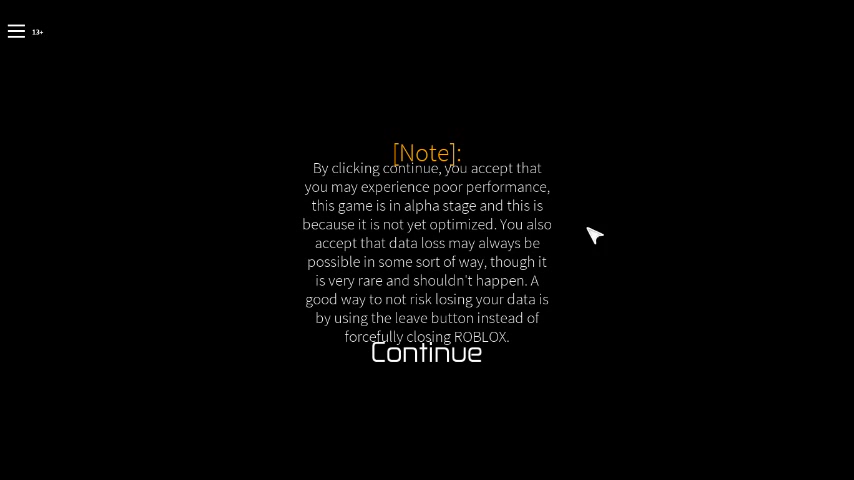 13+
[Note]:
By clicking continue, you accept that
you may experience poor performance,
this game is in alpha stage and this is
because it is not yet optimized. You also
accept that data loss may always be
possible in some sort of way, though it
is very rare and shouldn't happen. A
good way to not risk losing your data is
by using the leave button instead of
forcefully closing ROBLOX.
Continue